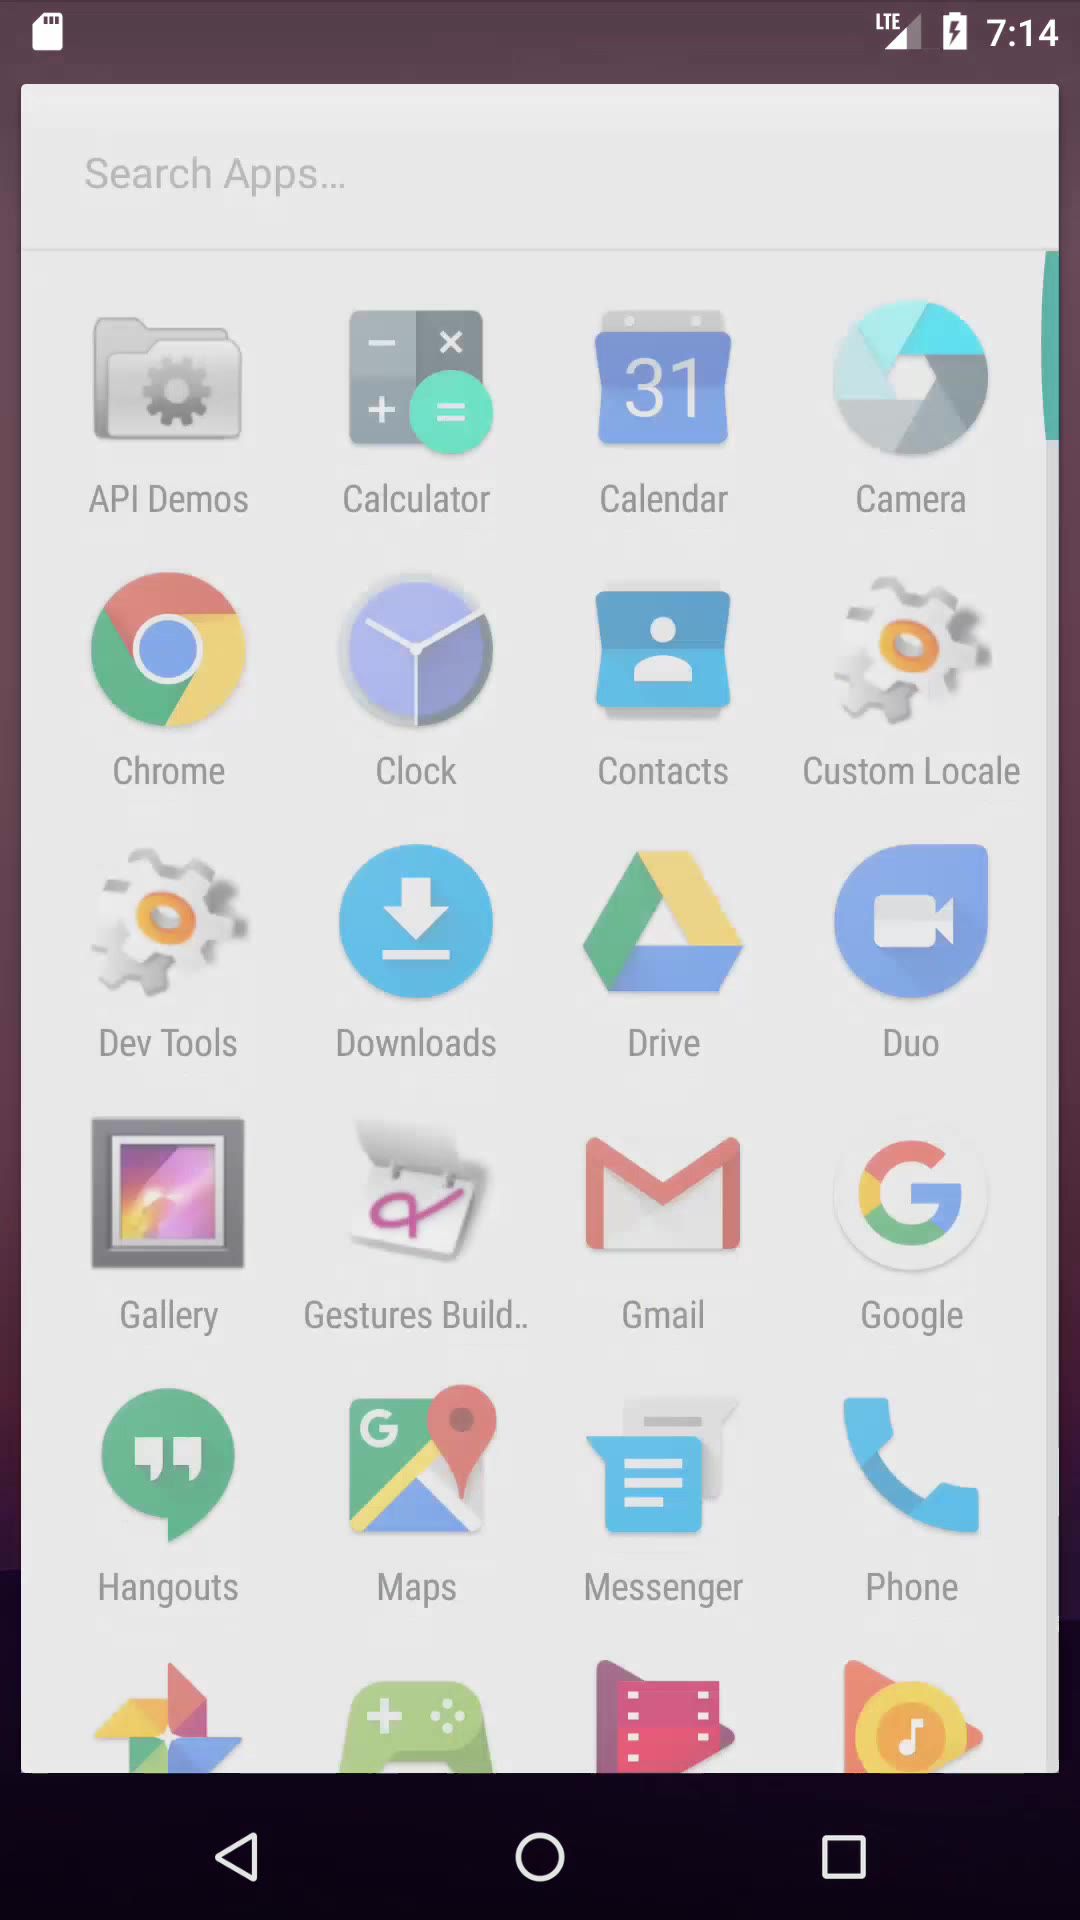 LTE 7:14
Search Apps...
31
API Demos Calculator Calendar Camera
Chrome Clock Contacts Custom Locale
Dev Tools Downloads Drive Duo
G
Gallery Gestures Build.. Gmail Google
G
Hangouts Maps Messenger Phone